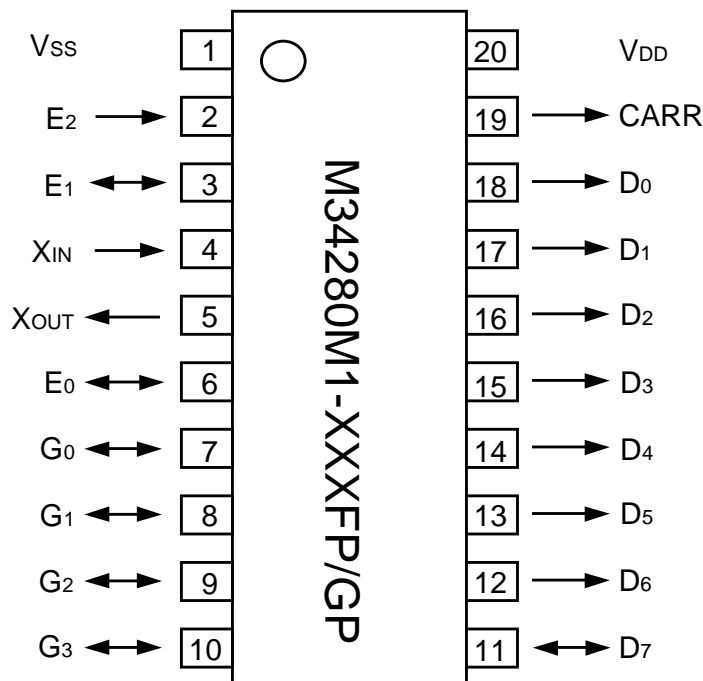 VSS 1 20 VDD
E2 2 19 CARR
E1 3 18 D0
XIN 4 17 D1
XOUT 5 16 D2
E0 6 15 D3
G0 7 14 D4
G1 8 13 D5
G2 9 12 D6
G3 10 11 D7
M34280M1-XXXFP/GP